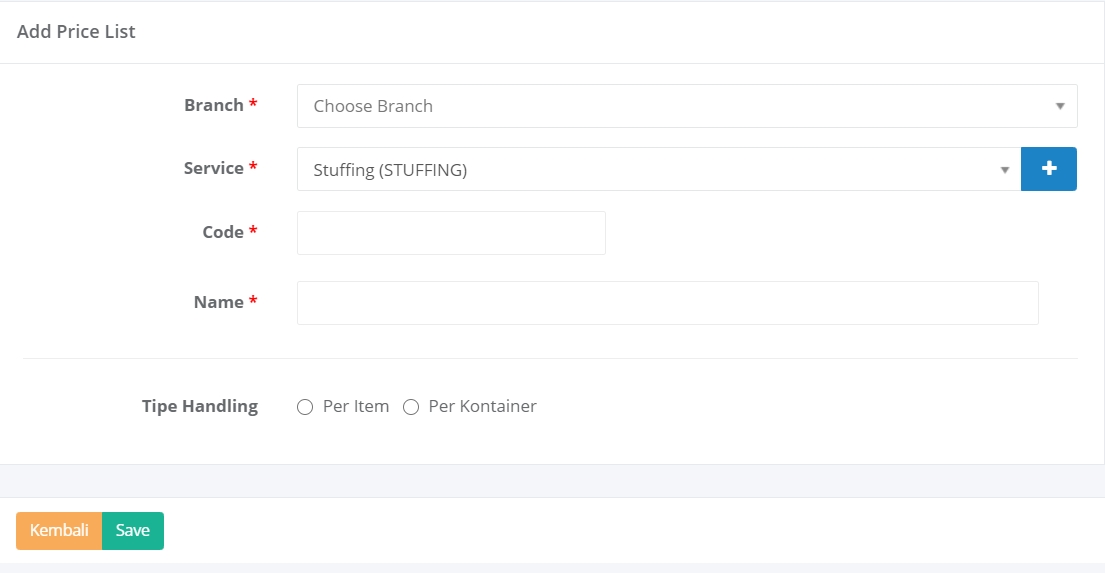 Add Price List
Branch *
Choose Branch
Service *
Stuffing (STUFFING)
Code *
Name *
Tipe Handling
Per Item
Per Kontainer
Kembali
Save